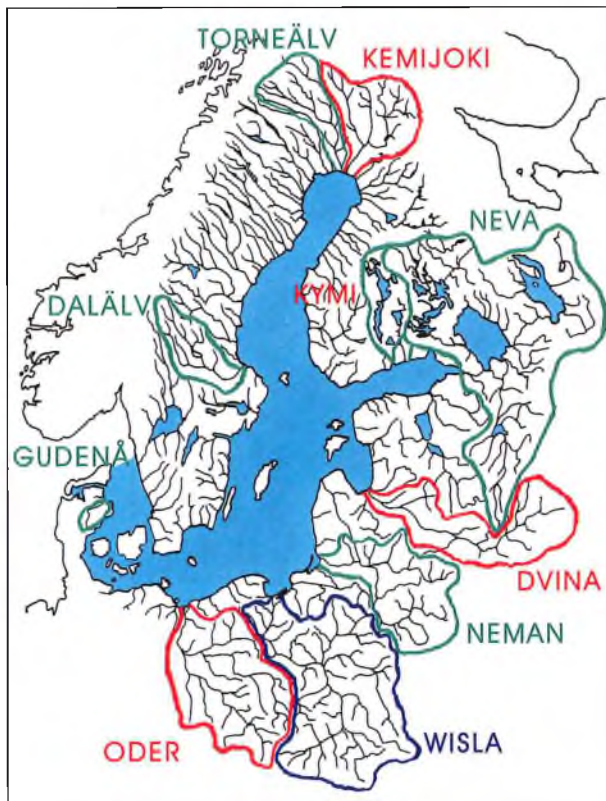 TORNEÄLV
KEMIJOKI
NEVA
KYMI
DALÄLV
GUDENÅ
DVINA
NEMAN
ODER
WISLA